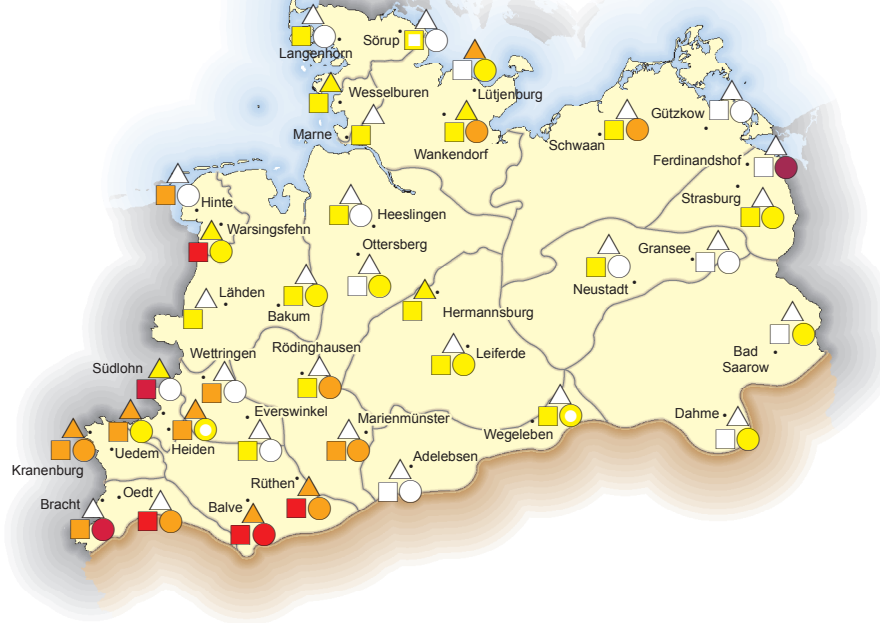 Sörup
Langenhorn
Wesselburen
Lütjenburg
Marne
Wankendorf
Schwaan
Gützkow
Ferdinandshof
Strasburg
Hinte
Warsingsfehn
Heeslingen
Ottersberg
Gransee
Neustadt
Lähden
Bakum
Hermannsburg
Bad
Saarow
Südlohn
Wettringen
Rödinghausen
Leiferde
Everswinkel
Marienmünster
Wegeleben
Dahme
Kranenburg
Uedem
Heiden
Adelebsen
Bracht
Oedt
Rüthen
Balve